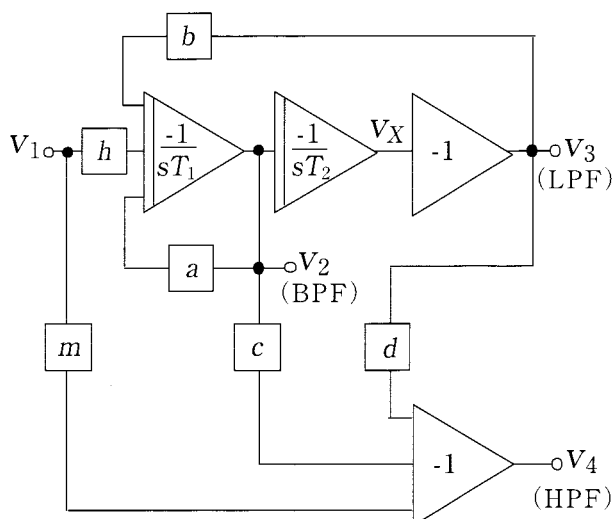 b
V1
h
-1
sT1
-1
sT2
VX
-1
V3
(LPF)
a
V2
(BPF)
m
c
d
-1
V4
(HPF)